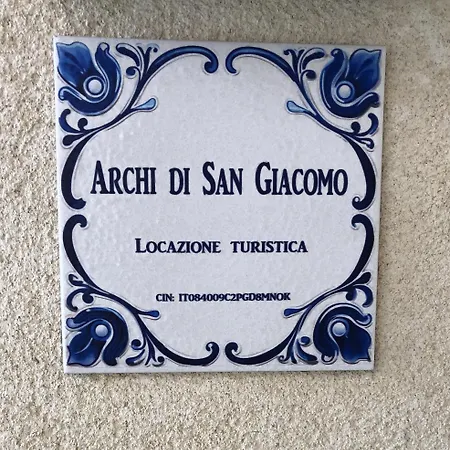 ARCHI DI SAN GIACOMO
LOCAZIONE TURISTICA
CIN: IT084009C2PGD8MNOK